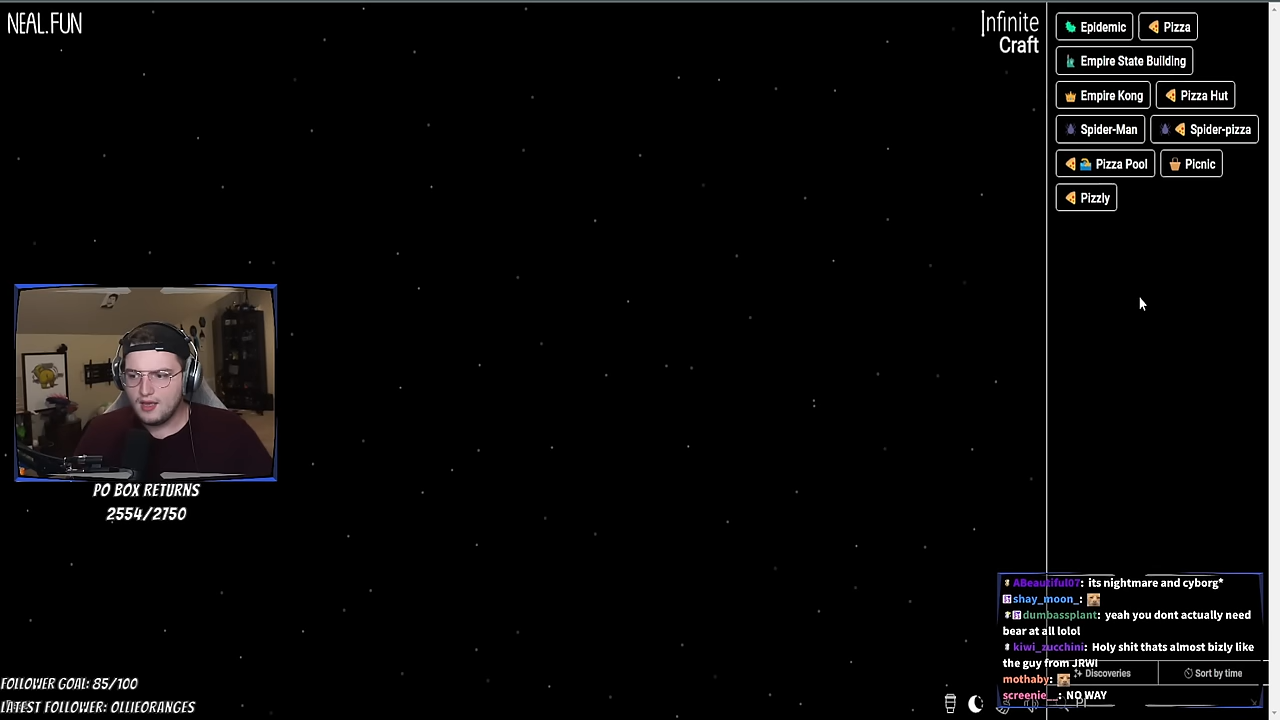 NEAL.FUN
Infinite
Craft
Epidemic
Pizza
Empire State Building
Empire Kong
Pizza Hut
Spider-Man
Spider-pizza
Pizza Pool
Picnic
Pizzly
PO BOX RETURNS
2554/2750
FOLLOWER GOAL: 85/100
LATEST FOLLOWER: OLLIEORANGES
ABeautiful07: its nightmare and cyborg*
shay_moon_:
dumbassplant: yeah you dont actually need
bear at all lolol
kiwi_zucchini: Holy shit thats almost bizly like
the guy from JRWI
mothaby:
Discoveries
Sort by time
screenie__: NO WAY